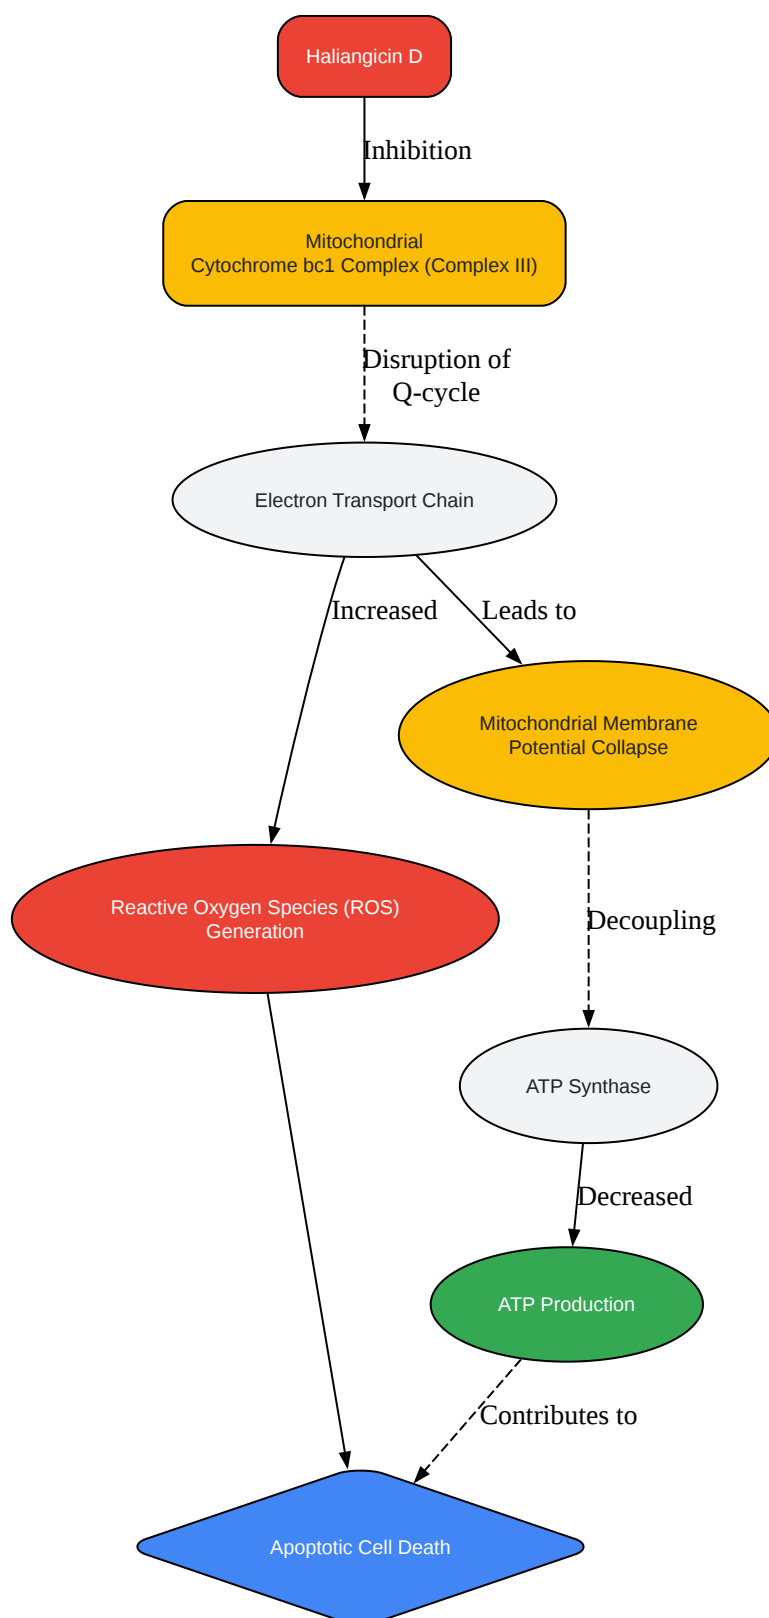 Haliangicin D
Inhibition
Mitochondrial
Cytochrome bc1 Complex (Complex III)
Disruption of
Q-cycle
Electron Transport Chain
Increased
Leads to
Mitochondrial Membrane
Potential Collapse
Reactive Oxygen Species (ROS)
Generation
Decoupling
ATP Synthase
Decreased
ATP Production
Contributes to
Apoptotic Cell Death